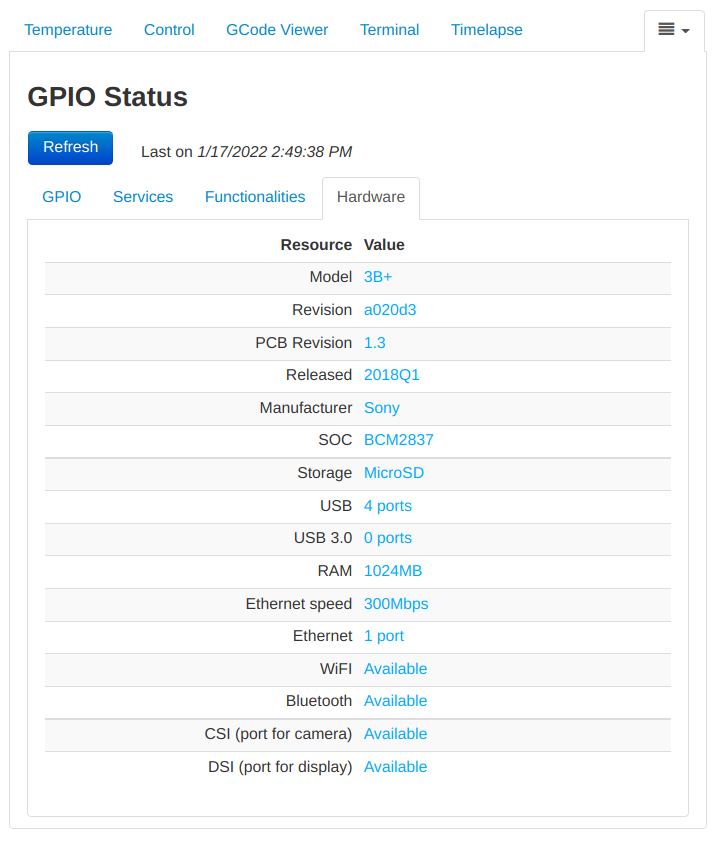 Temperature Control GCode Viewer Terminal Timelapse
GPIO Status
Refresh Last on 1/17/2022 2:49:38 PM
GPIO Services Functionalities Hardware
Resource Value
Model 3B+
Revision a020d3
PCB Revision 1.3
Released 2018Q1
Manufacturer Sony
SOC BCM2837
Storage MicroSD
USB 4 ports
USB 3.0 0 ports
RAM 1024MB
Ethernet speed 300Mbps
Ethernet 1 port
WiFI Available
Bluetooth Available
CSI (port for camera) Available
DSI (port for display) Available